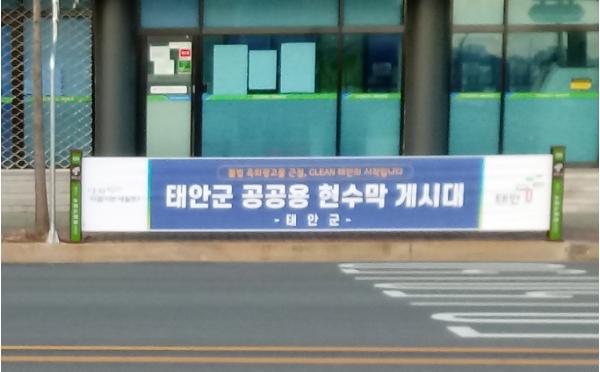 불법 옥외광고물 근절, CLEAN 태안의 시작입니다
태안군 공공용 현수막 게시대
- 태 안 군 -
태안